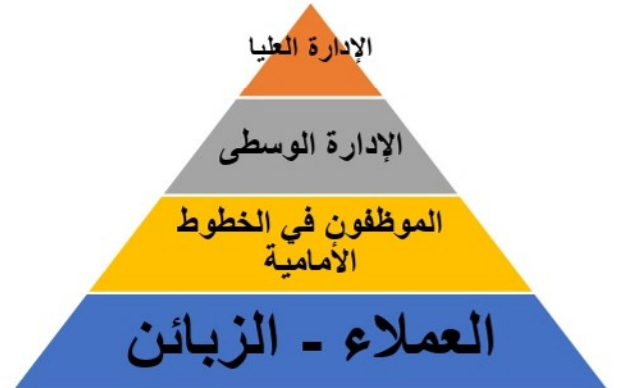 الإدارة العليا
الإدارة الوسطى
الموظفون في الخطوط
الأمامية
العملاء - الزبائن